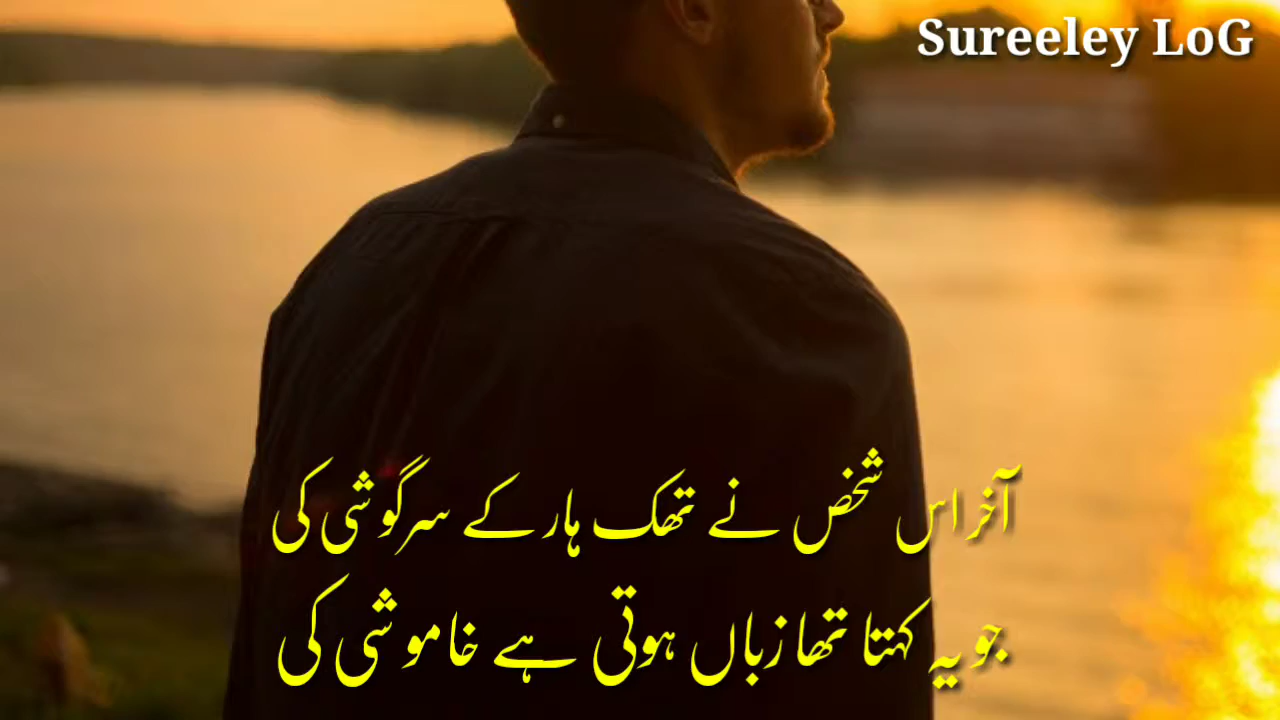 Sureeley LoG
آخر اس شخص نے تھک ہار کے سرگوشی کی
جو یہ کہتا تھا زباں ہوتی ہے خاموشی کی